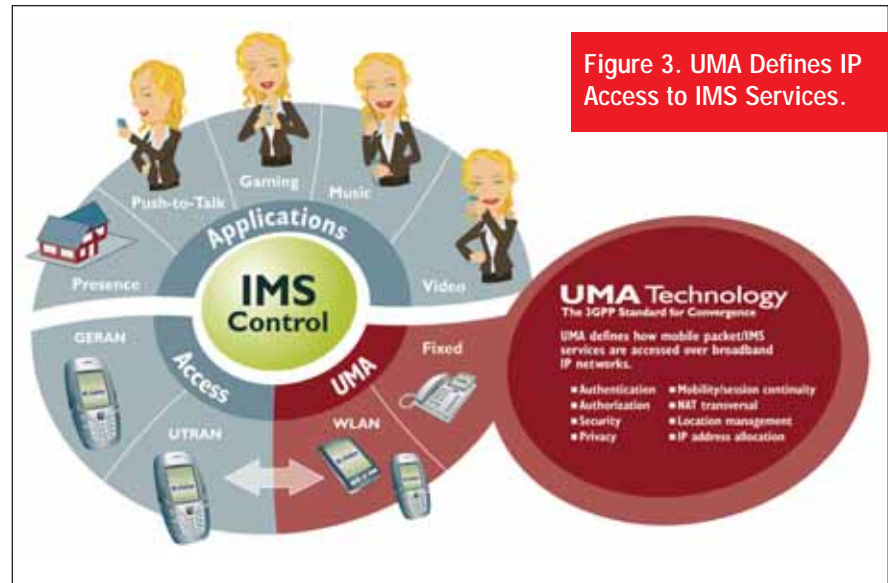 Figure 3. UMA Defines IP
Access to IMS Services.
Presence
Push-to-Talk
Gaming
Music
Video
Applications
IMS
Control
Access
UMA
GERAN
UTRAN
WLAN
Fixed
UMA Technology
The 3GPP Standard for Convergence
UMA defines how mobile packet/IMS
services are accessed over broadband
IP networks.
Authentication
Authorization
Security
Privacy
Mobility/session continuity
NAT transversal
Location management
IP address allocation